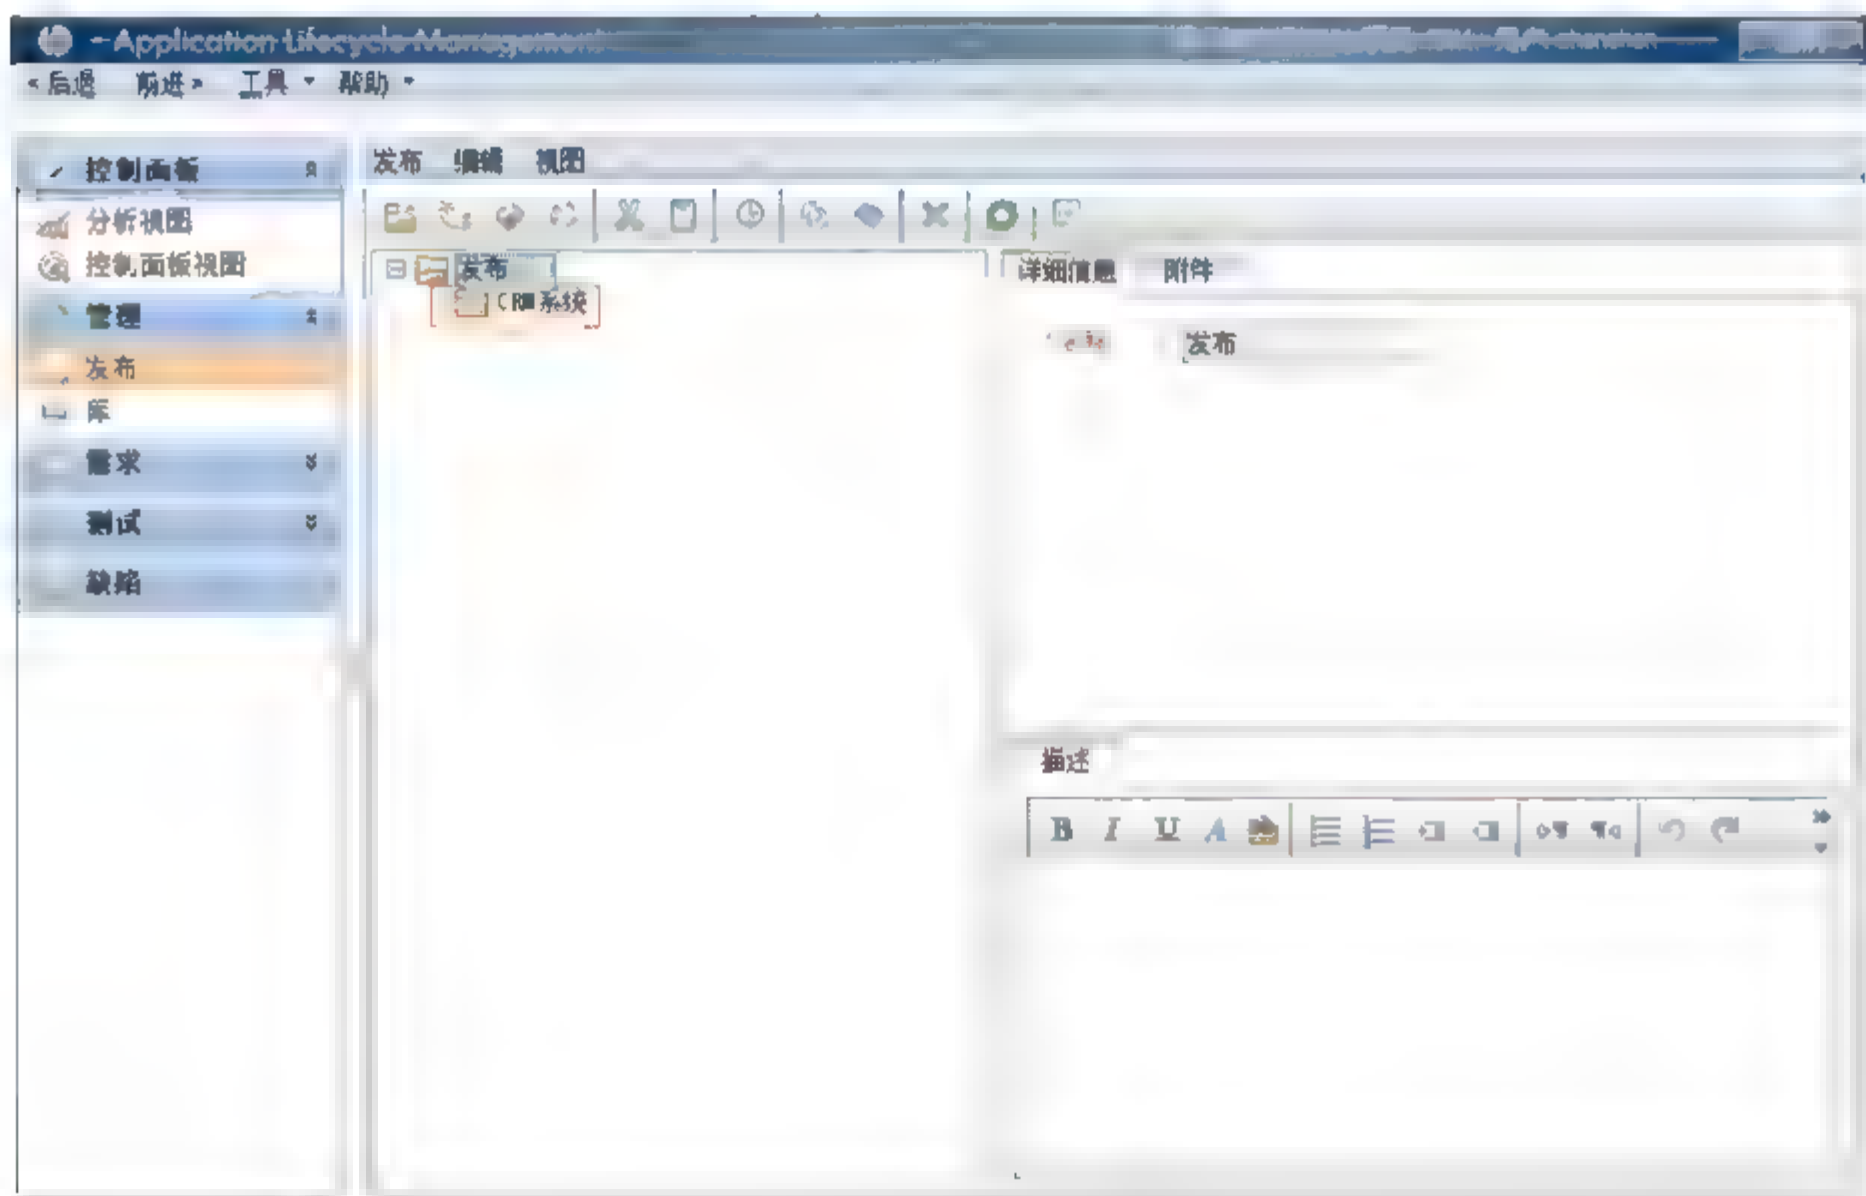 Application Lifecycle Management
«后退 前进» 工具 帮助
控制面板
分析视图
控制面板视图
管理
发布
库
需求
测试
缺陷
发布 编辑 视图
发布
CRM系统
详细信息 附件
发布
描述
B I U A